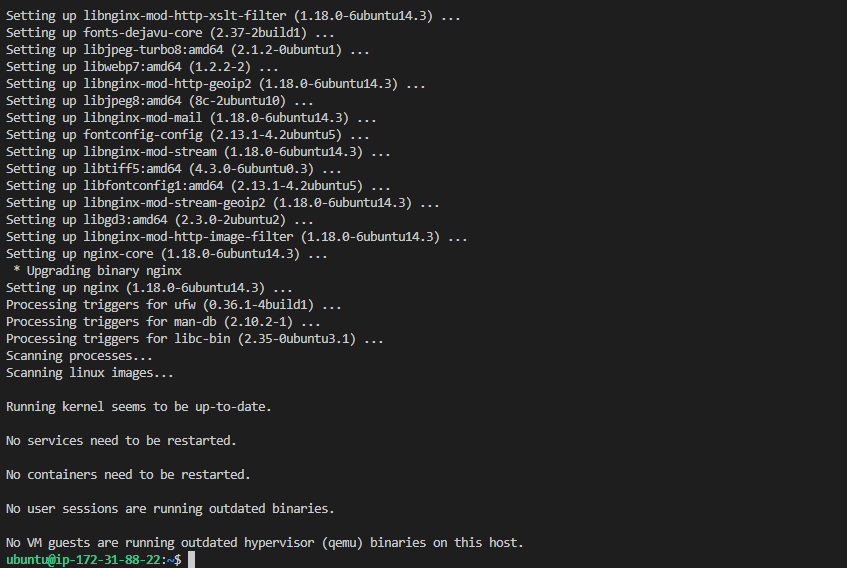 Setting up libnginx-mod-http-xslt-filter (1.18.0-6ubuntu14.3) ...
Setting up fonts-dejavu-core (2.37-2build1) ...
Setting up libjpeg-turbo8:amd64 (2.1.2-0ubuntu1) ...
Setting up libwebp7:amd64 (1.2.2-2) ...
Setting up libnginx-mod-http-geoip2 (1.18.0-6ubuntu14.3) ...
Setting up libjpeg8:amd64 (8c-2ubuntu10) ...
Setting up libnginx-mod-mail (1.18.0-6ubuntu14.3) ...
Setting up fontconfig-config (2.13.1-4.2ubuntu5) ...
Setting up libnginx-mod-stream (1.18.0-6ubuntu14.3) ...
Setting up libtiff5:amd64 (4.3.0-6ubuntu0.3) ...
Setting up libfontconfig1:amd64 (2.13.1-4.2ubuntu5) ...
Setting up libnginx-mod-stream-geoip2 (1.18.0-6ubuntu14.3) ...
Setting up libgd3:amd64 (2.3.0-2ubuntu2) ...
Setting up libnginx-mod-http-image-filter (1.18.0-6ubuntu14.3) ...
Setting up nginx-core (1.18.0-6ubuntu14.3) ...
 * Upgrading binary nginx
Setting up nginx (1.18.0-6ubuntu14.3) ...
Processing triggers for ufw (0.36.1-4build1) ...
Processing triggers for man-db (2.10.2-1) ...
Processing triggers for libc-bin (2.35-0ubuntu3.1) ...
Scanning processes...
Scanning linux images...
Running kernel seems to be up-to-date.
No services need to be restarted.
No containers need to be restarted.
No user sessions are running outdated binaries.
No VM guests are running outdated hypervisor (qemu) binaries on this host.
ubuntu@ip-172-31-88-22:~$